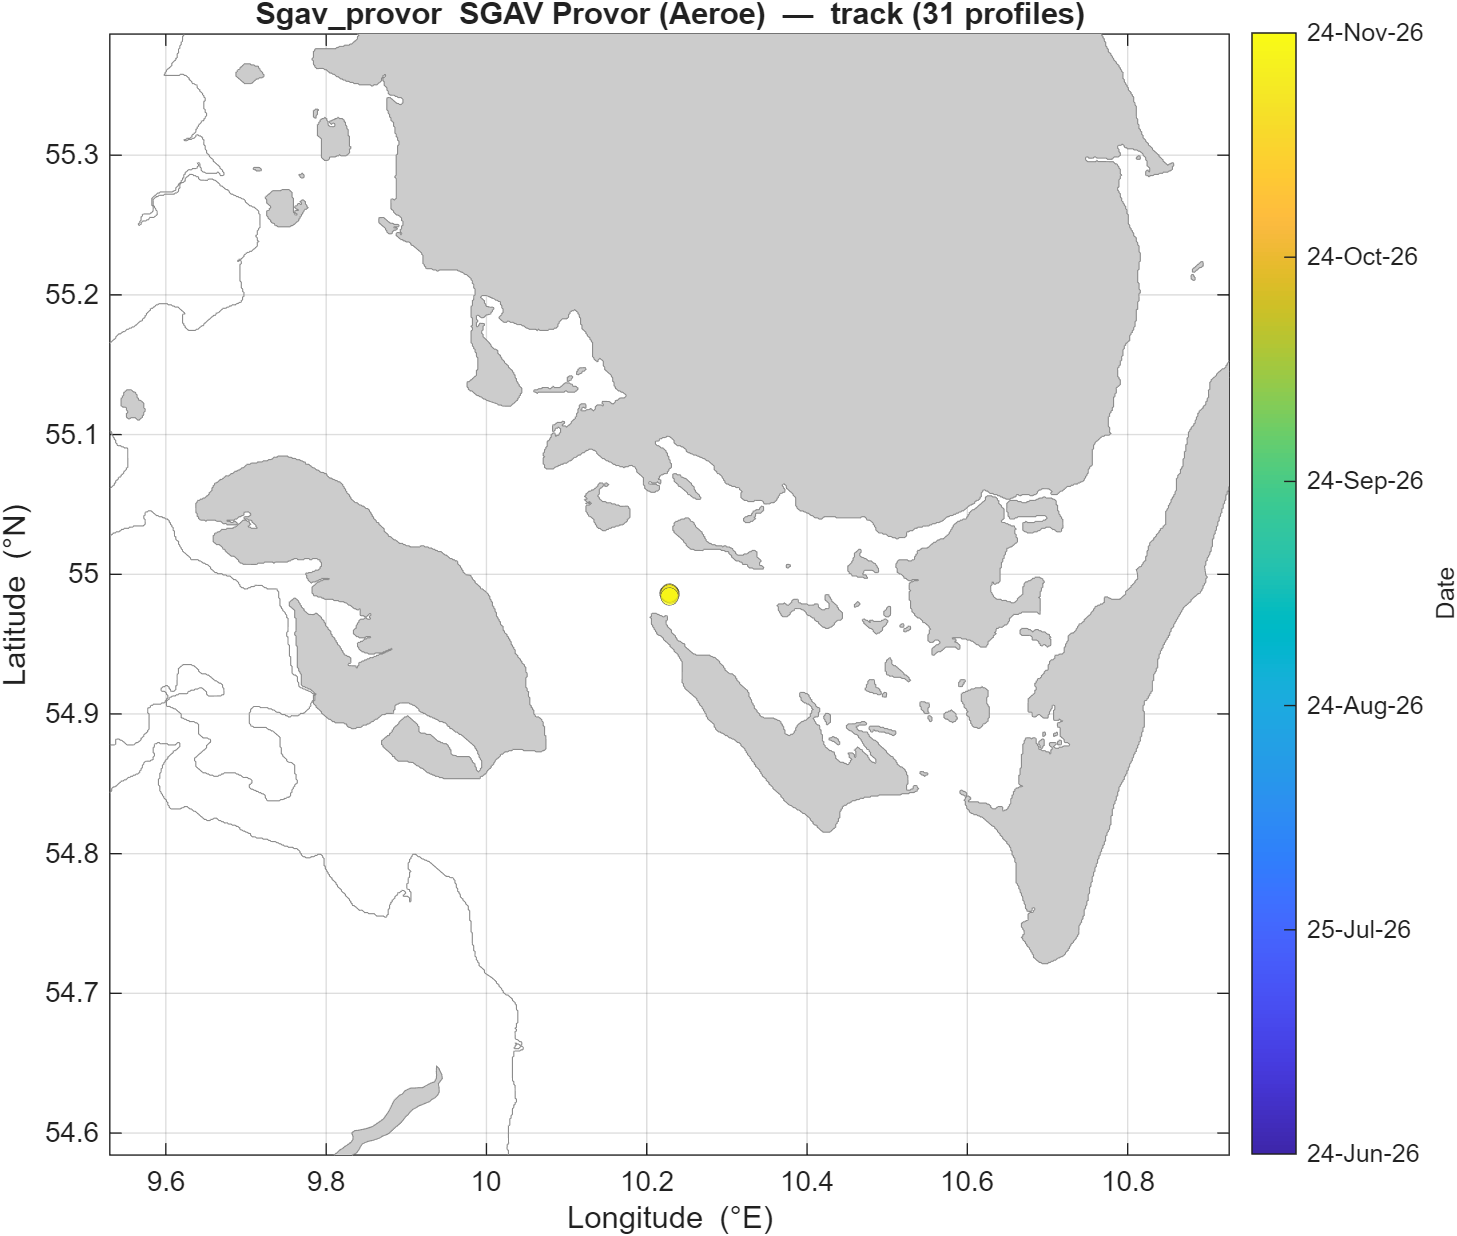 Sgav_provor  SGAV Provor (Aeroe)  —  track (31 profiles)
55.3
55.2
55.1
55
54.9
54.8
54.7
54.6
Latitude  (°N)
9.6
9.8
10
10.2
10.4
10.6
10.8
Longitude  (°E)
24-Nov-26
24-Oct-26
24-Sep-26
24-Aug-26
25-Jul-26
24-Jun-26
Date